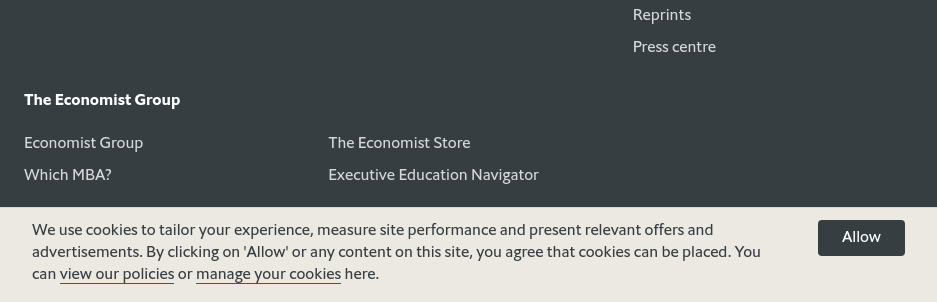 Reprints
Press centre
The Economist Group
Economist Group
The Economist Store
Which MBA?
Executive Education Navigator
We use cookies to tailor your experience, measure site performance and present relevant offers and
advertisements. By clicking on 'Allow' or any content on this site, you agree that cookies can be placed. You
can view our policies or manage your cookies here.
Allow